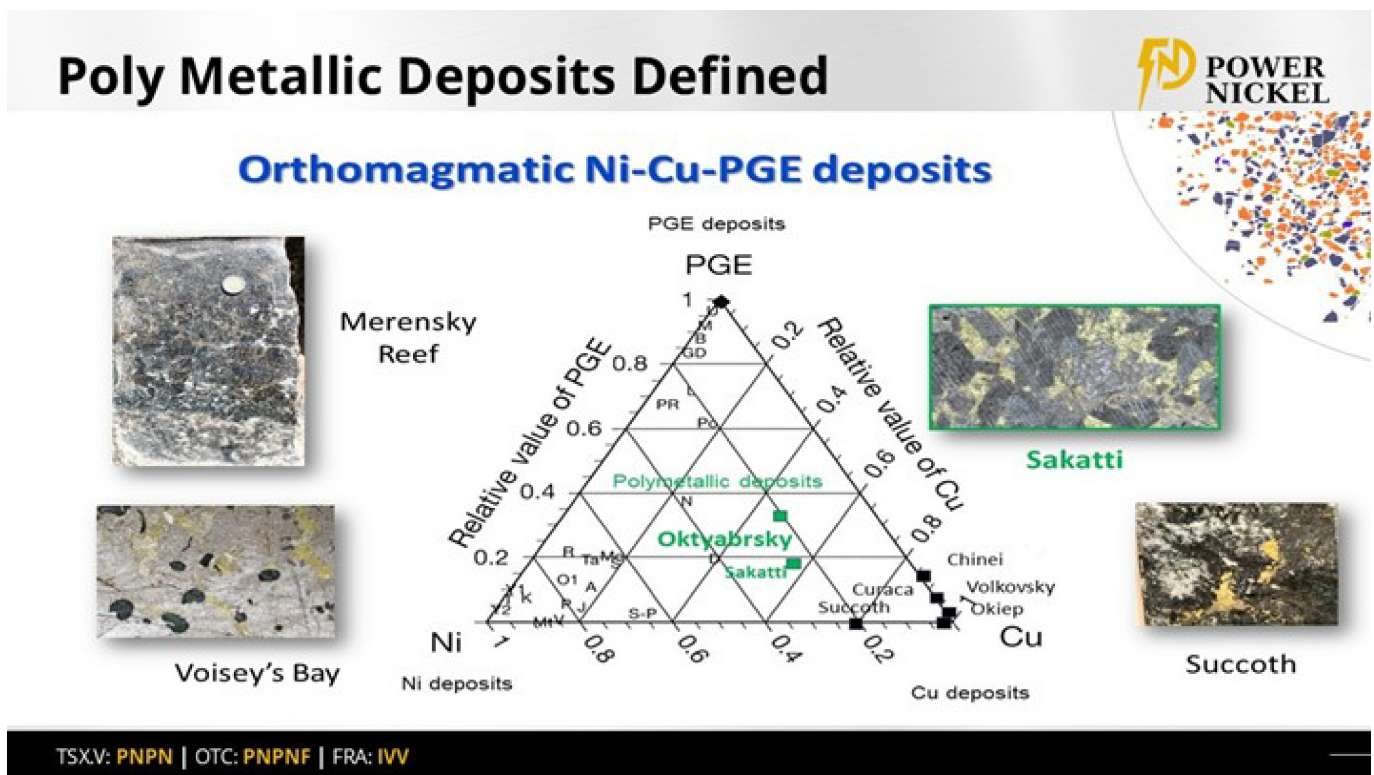 Poly Metallic Deposits Defined
POWER
NICKEL
Orthomagmatic Ni-Cu-PGE deposits
PGE deposits
PGE
Merensky
Reef
Relative value of PGE
Relative value of Cu
1
0.8
0.6
0.4
0.2
0.2
0.4
0.6
0.8
M
B
GD
L
PR
Po
Polymetallic deposits
N
Oktyabrsky
R
Ta
D
Sakatti
O1
A
k
P
J
S-P
Chinei
Curaca
Volkovsky
Succoth
Okiep
Ni
Cu
1
0.8
0.6
0.4
0.2
Ni deposits
Cu deposits
Sakatti
Voisey's Bay
Succoth
TSX.V: PNPN | OTC: PNPNF | FRA: IVV